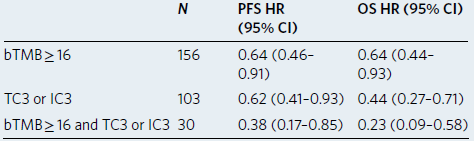 N PFS HR (95% CI) OS HR (95% CI)
bTMB ≥ 16 156 0.64 (0.46–0.91) 0.64 (0.44–0.93)
TC3 or IC3 103 0.62 (0.41–0.93) 0.44 (0.27–0.71)
bTMB ≥ 16 and TC3 or IC3 30 0.38 (0.17–0.85) 0.23 (0.09–0.58)